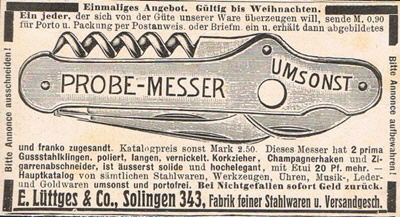 Einmaliges Angebot. Gültig bis Weihnachten.
Ein jeder, der sich von der Güte unserer Ware überzeugen will, sende M. 0,90
für Porto u. Packung per Postanweis. oder Briefm. ein u. erhält dann abgebildetes
Bitte Annonce ausschneiden!
PROBE-MESSER
UMSONST
Bitte Annonce aufbewahren!
und franko zugesandt. Katalogpreis sonst Mark 2.50. Dieses Messer hat 2 prima
Gussstahlklingen, poliert, langen, vernickelt. Korkzieher, Champagnerhaken und Zi-
garrenabschneider, ist äusserst solide und hochelegant, mit Etui 20 Pf. mehr. —
Hauptkatalog von sämtlichen Stahlwaren, Werkzeugen, Uhren, Musik-, Leder-
und Goldwaren umsonst und portofrei. Bei Nichtgefallen sofort Geld zurück.
E. Lüttges & Co., Solingen 343, Fabrik feiner Stahlwaren u. Versandgesch.